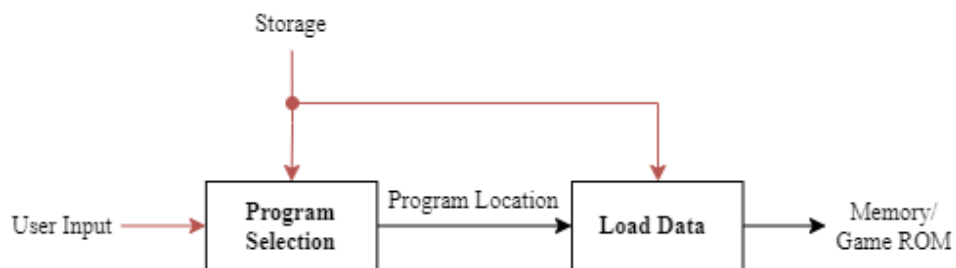 Storage
User Input
Program
Selection
Program Location
Load Data
Memory/
Game ROM